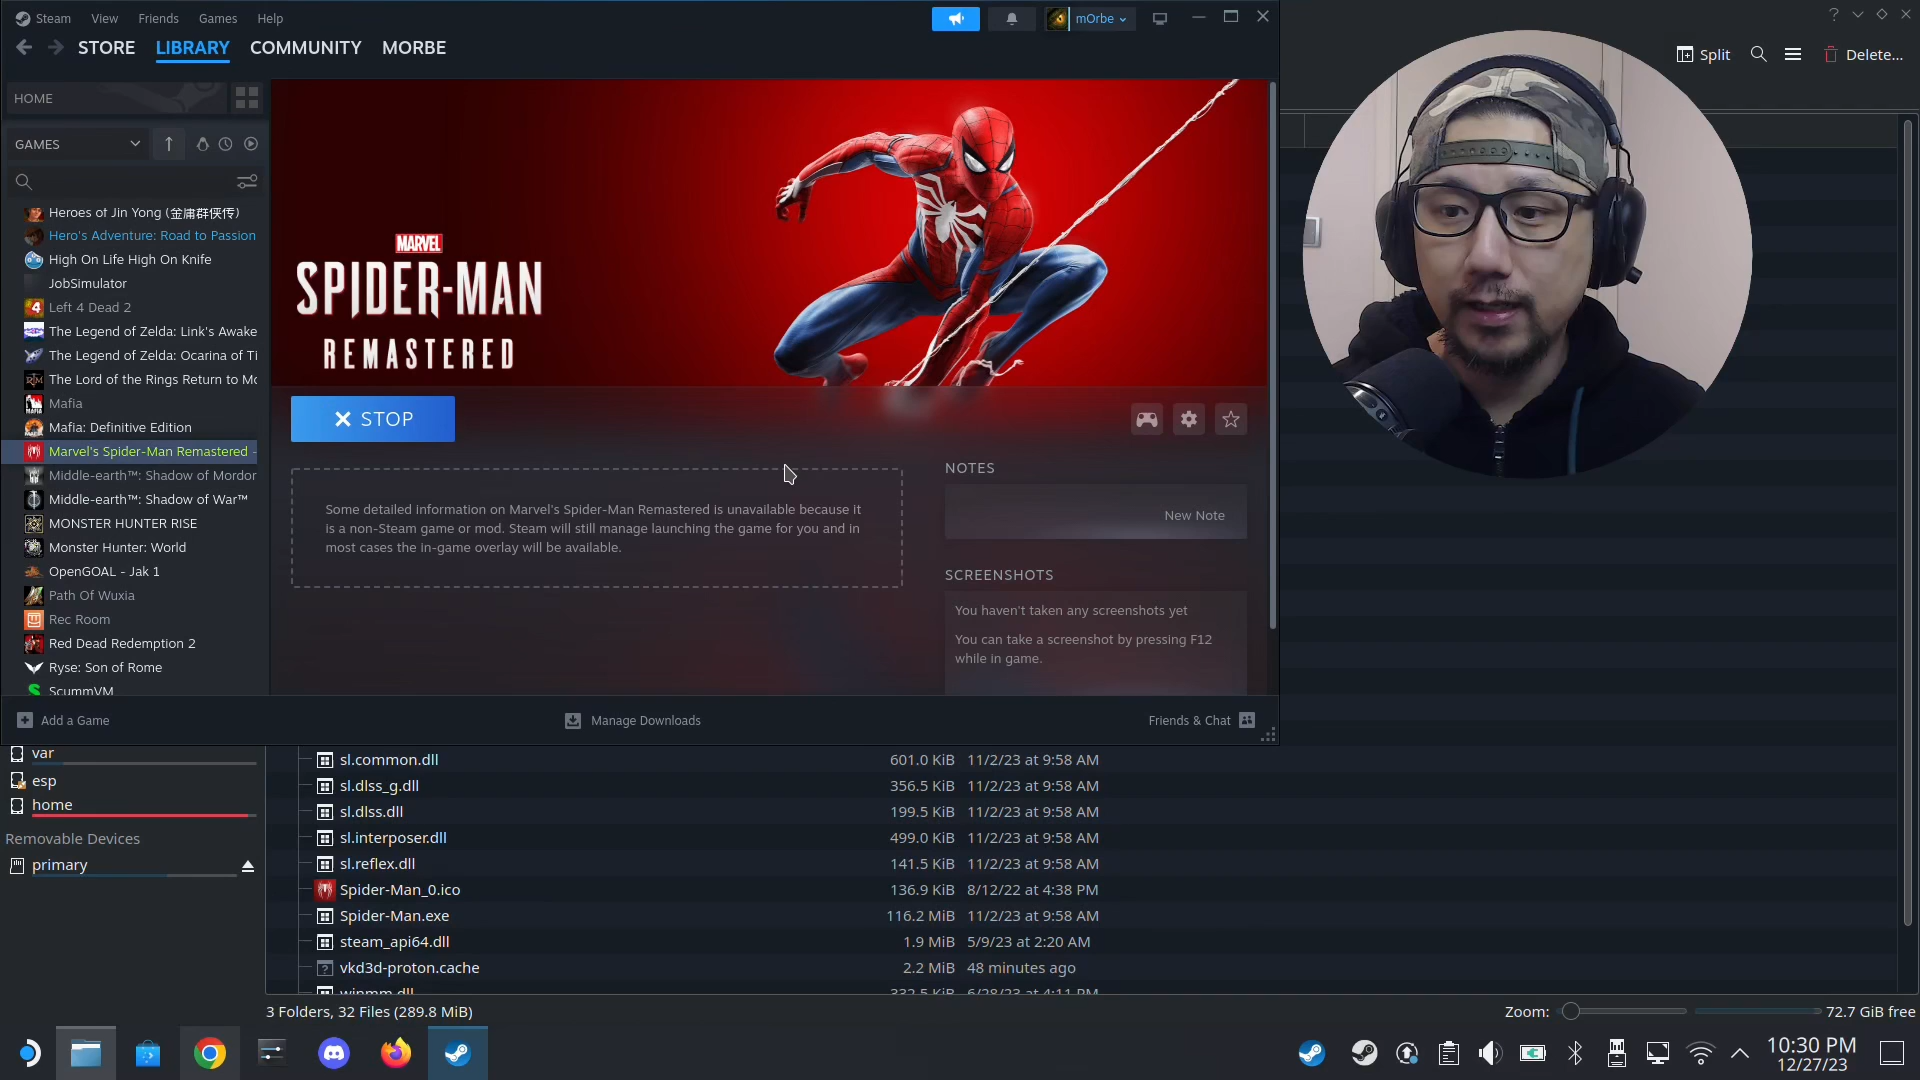 Steam View Friends Games Help mOrbe
STORE LIBRARY COMMUNITY MORBE
Split Delete...
HOME
GAMES
Heroes of Jin Yong (金庸群侠传)
Hero's Adventure: Road to Passion
High On Life High On Knife
JobSimulator
Left 4 Dead 2
The Legend of Zelda: Link's Awake
The Legend of Zelda: Ocarina of Ti
The Lord of the Rings Return to Mo
Mafia
Mafia: Definitive Edition
Marvel's Spider-Man Remastered -
Middle-earth™: Shadow of Mordor
Middle-earth™: Shadow of War™
MONSTER HUNTER RISE
Monster Hunter: World
OpenGOAL - Jak 1
Path Of Wuxia
Rec Room
Red Dead Redemption 2
Ryse: Son of Rome
ScummVM
MARVEL
SPIDER-MAN
REMASTERED
STOP
Some detailed information on Marvel's Spider-Man Remastered is unavailable because it
is a non-Steam game or mod. Steam will still manage launching the game for you and in
most cases the in-game overlay will be available.
NOTES
New Note
SCREENSHOTS
You haven't taken any screenshots yet
You can take a screenshot by pressing F12
while in game.
Add a Game Manage Downloads Friends & Chat
var
esp
home
Removable Devices
primary
sl.common.dll 601.0 KiB 11/2/23 at 9:58 AM
sl.dlss_g.dll 356.5 KiB 11/2/23 at 9:58 AM
sl.dlss.dll 199.5 KiB 11/2/23 at 9:58 AM
sl.interposer.dll 499.0 KiB 11/2/23 at 9:58 AM
sl.reflex.dll 141.5 KiB 11/2/23 at 9:58 AM
Spider-Man_0.ico 136.9 KiB 8/12/22 at 4:38 PM
Spider-Man.exe 116.2 MiB 11/2/23 at 9:58 AM
steam_api64.dll 1.9 MiB 5/9/23 at 2:20 AM
vkd3d-proton.cache 2.2 MiB 48 minutes ago
winmm.dll 332.5 KiB 6/28/23 at 4:11 PM
3 Folders, 32 Files (289.8 MiB) Zoom: 72.7 GiB free
10:30 PM
12/27/23